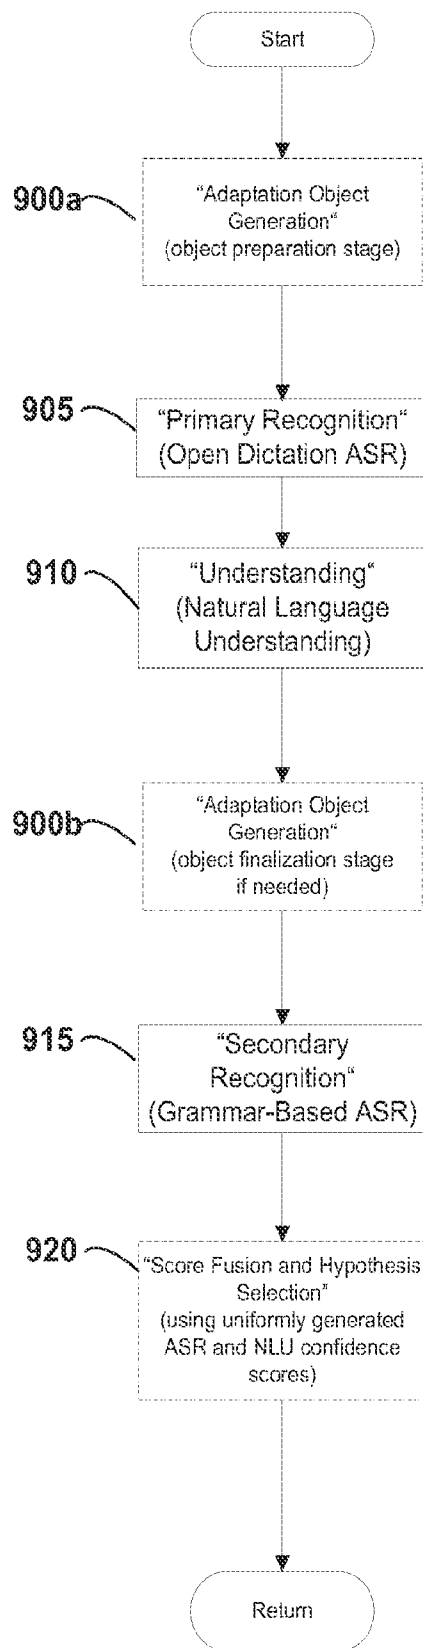 Start
900a
“Adaptation Object
Generation“
(object preparation stage)
905
“Primary Recognition“
(Open Dictation ASR)
910
“Understanding“
(Natural Language
Understanding)
900b
“Adaptation Object
Generation“
(object finalization stage
if needed)
915
“Secondary
Recognition“
(Grammar-Based ASR)
920
“Score Fusion and Hypothesis
Selection”
(using uniformly generated
ASR and NLU confidence
scores)
Return